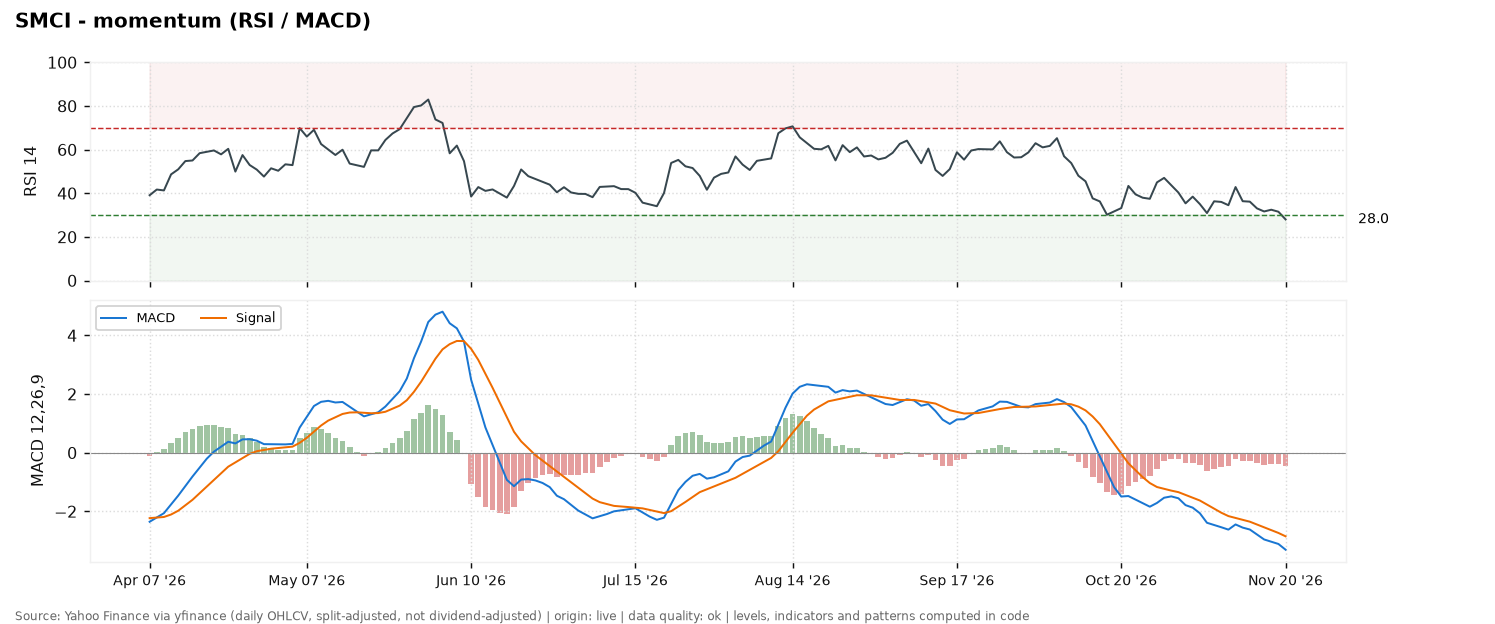 SMCI - momentum (RSI / MACD)
100
80
60
40
20
0
RSI 14
28.0
MACD
Signal
4
2
0
−2
MACD 12,26,9
Apr 07 '26
May 07 '26
Jun 10 '26
Jul 15 '26
Aug 14 '26
Sep 17 '26
Oct 20 '26
Nov 20 '26
Source: Yahoo Finance via yfinance (daily OHLCV, split-adjusted, not dividend-adjusted) | origin: live | data quality: ok | levels, indicators and patterns computed in code